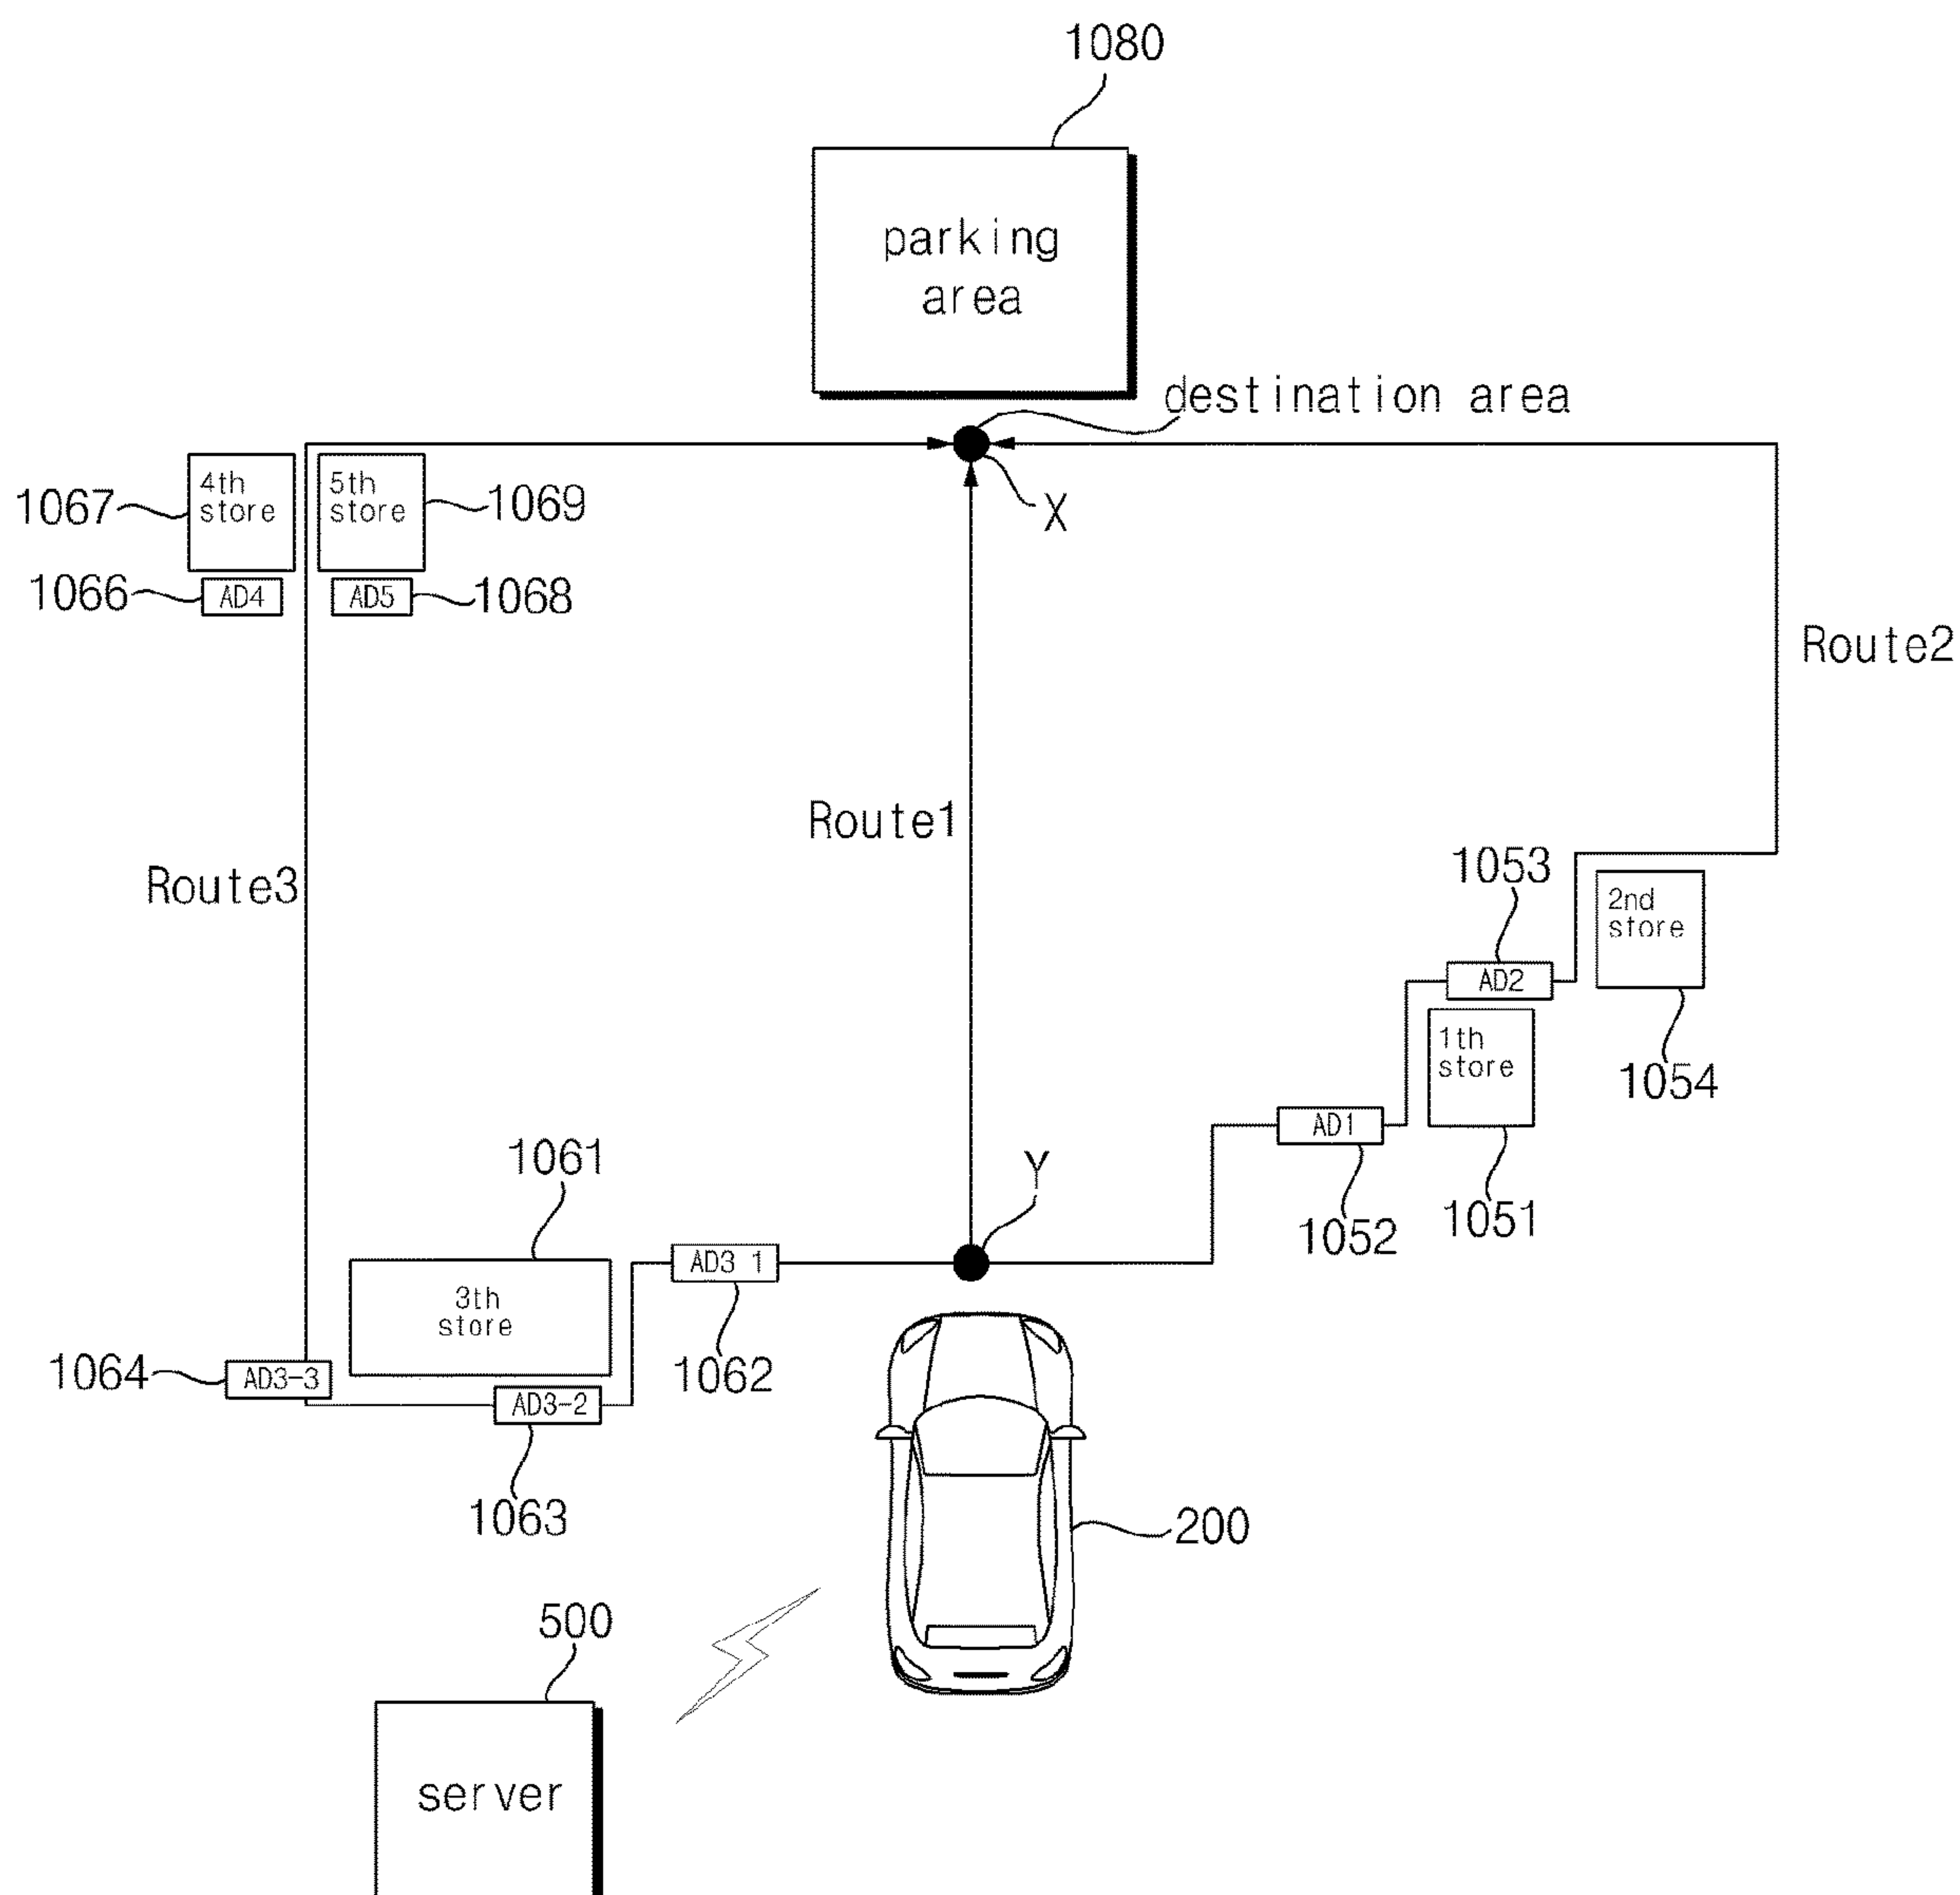 1080
parking
area
destination area
X
1067
4th
store
5th
store
1069
1066
AD4
AD5
1068
Route2
Route1
Route3
1053
2nd
store
AD2
1th
store
1054
AD1
1051
1052
1061
Y
AD3 1
3th
store
1062
1064
AD3-3
AD3-2
1063
200
500
server